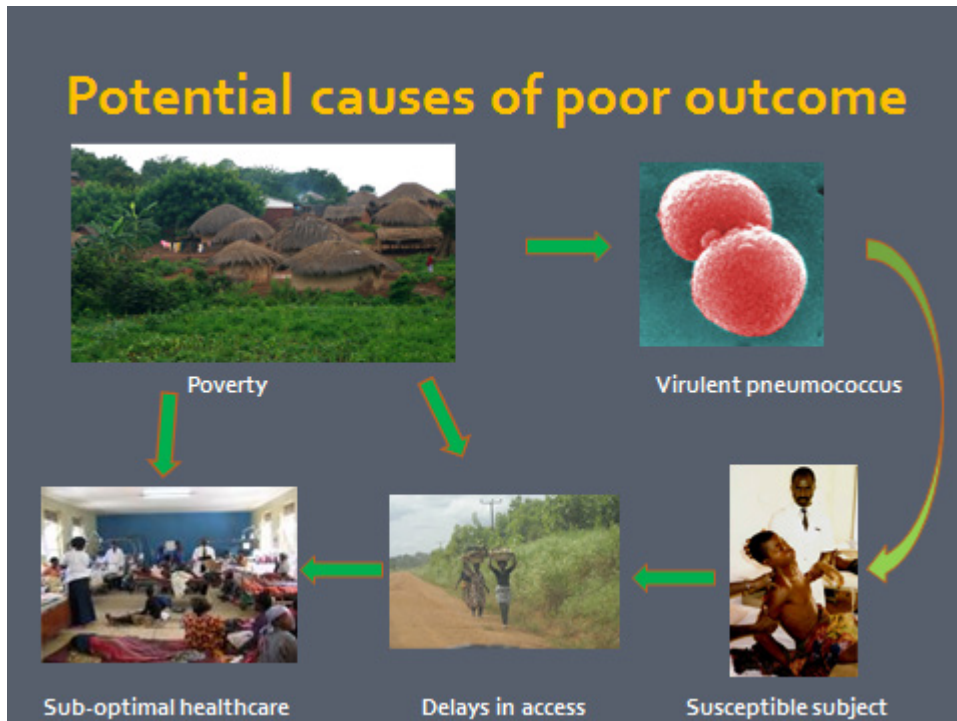 Potential causes of poor outcome
Poverty
Virulent pneumococcus
Sub-optimal healthcare
Delays in access
Susceptible subject